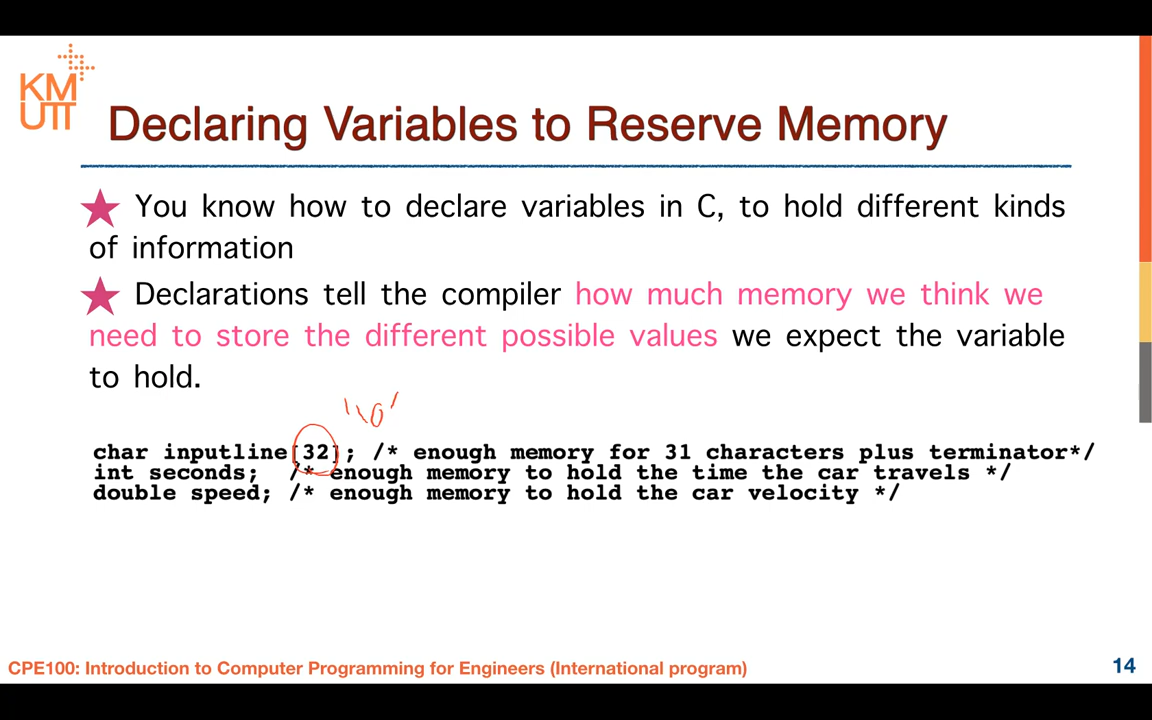 KM
UTT
Declaring Variables to Reserve Memory
You know how to declare variables in C, to hold different kinds
of information
Declarations tell the compiler how much memory we think we
need to store the different possible values we expect the variable
to hold.
'\0'
char inputline[32]; /* enough memory for 31 characters plus terminator*/
int seconds; /* enough memory to hold the time the car travels */
double speed; /* enough memory to hold the car velocity */
CPE100: Introduction to Computer Programming for Engineers (International program)
14